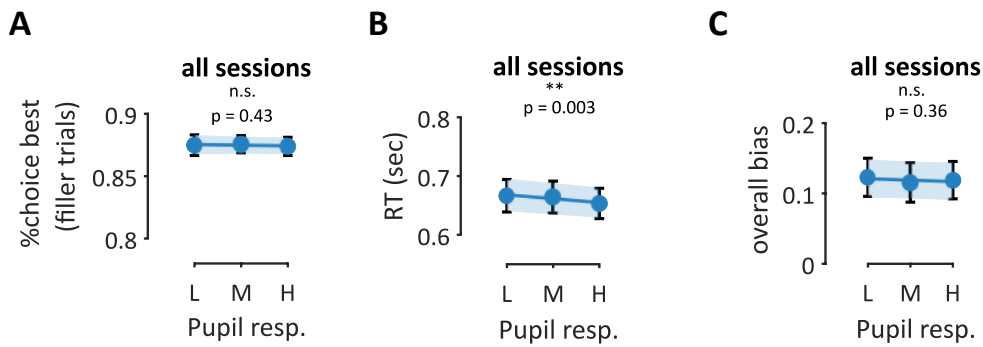 A
all sessions
n.s.
p = 0.43
%choice best
(filler trials)
0.9
0.85
0.8
L M H
Pupil resp.
B
all sessions
**
p = 0.003
RT (sec)
0.8
0.7
0.6
L M H
Pupil resp.
C
all sessions
n.s.
p = 0.36
overall bias
0.2
0.1
0
L M H
Pupil resp.